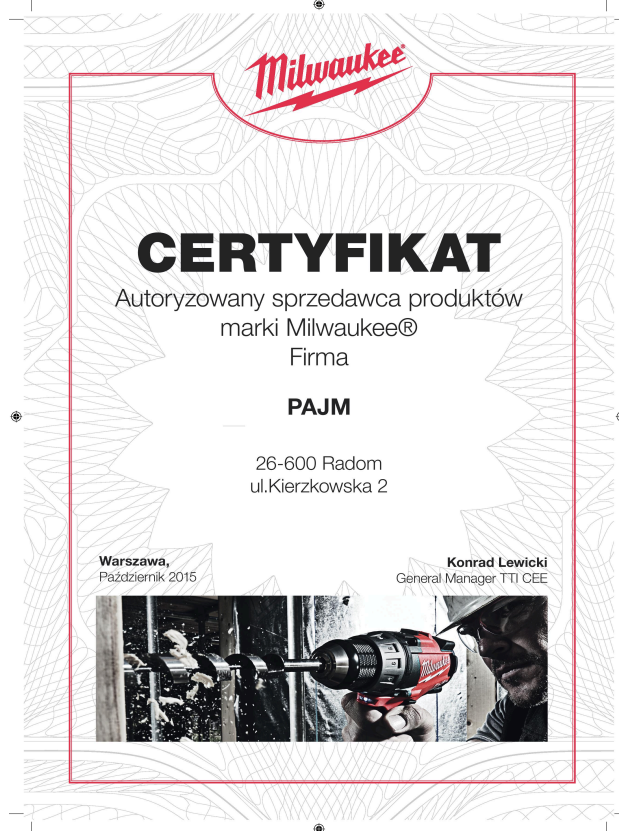 Milwaukee®
CERTYFIKAT
Autoryzowany sprzedawca produktów
marki Milwaukee®
Firma
PAJM
26-600 Radom
ul.Kierzkowska 2
Warszawa,
Październik 2015
Konrad Lewicki
General Manager TTI CEE
Milwaukee